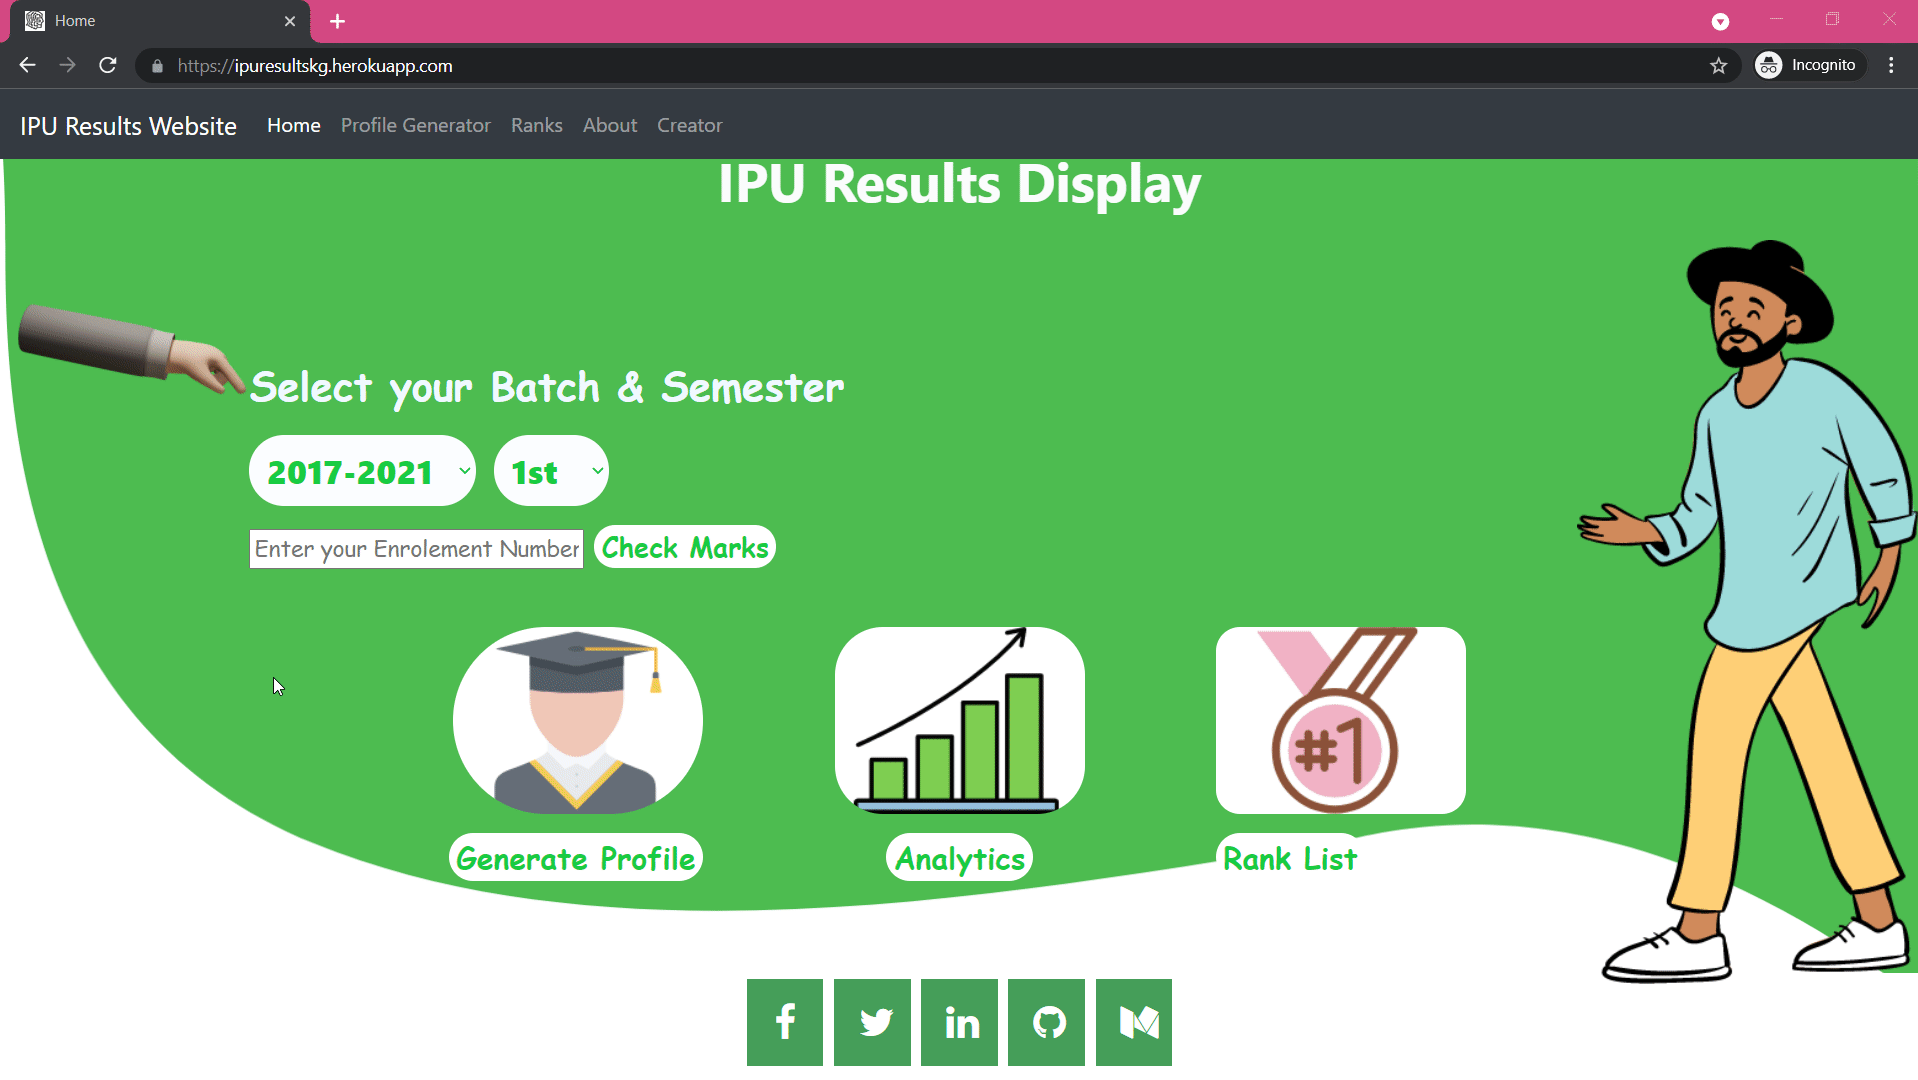 Home
https://ipuresultskg.herokuapp.com
Incognito
IPU Results Website Home Profile Generator Ranks About Creator
IPU Results Display
Select your Batch & Semester
2017-2021 1st
Enter your Enrolement Number Check Marks
#1
Generate Profile Analytics Rank List